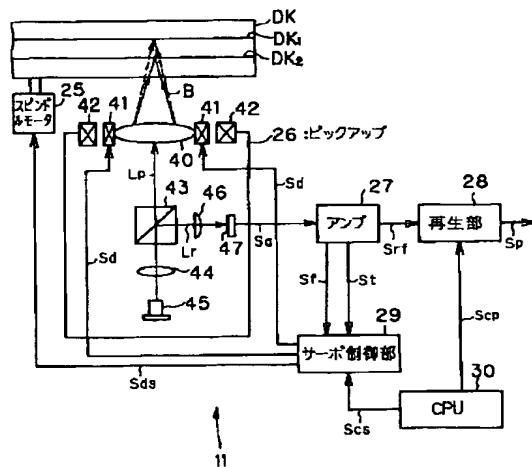 DK
DK1
DK2
25
スピンドルモータ
42
41
B
41
42
40
26:ピックアップ
Lp
43
46
Sd
27
28
アンプ
再生部
Lr
47
Sa
Srf
Sp
Sd
44
Sf
St
45
29
Scp
サーボ制御部
30
CPU
Sds
Scs
11